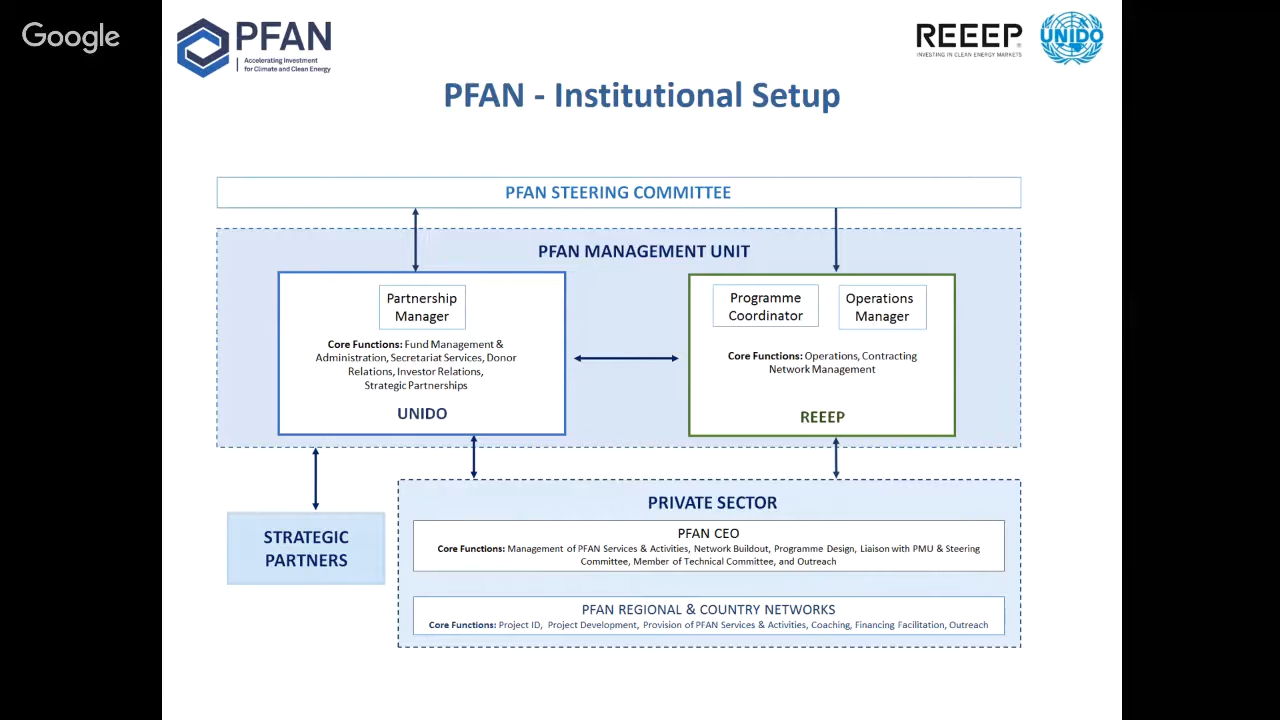 Google
PFAN
Accelerating Investment
for Climate and Clean Energy
REEEP
INVESTING IN CLEAN ENERGY MARKETS
UNIDO
PFAN - Institutional Setup
PFAN STEERING COMMITTEE
PFAN MANAGEMENT UNIT
Partnership
Manager
Core Functions: Fund Management &
Administration, Secretariat Services, Donor
Relations, Investor Relations,
Strategic Partnerships
UNIDO
Programme
Coordinator
Operations
Manager
Core Functions: Operations, Contracting
Network Management
REEEP
STRATEGIC
PARTNERS
PRIVATE SECTOR
PFAN CEO
Core Functions: Management of PFAN Services & Activities, Network Buildout, Programme Design, Liaison with PMU & Steering
Committee, Member of Technical Committee, and Outreach
PFAN REGIONAL & COUNTRY NETWORKS
Core Functions: Project ID, Project Development, Provision of PFAN Services & Activities, Coaching, Financing Facilitation, Outreach